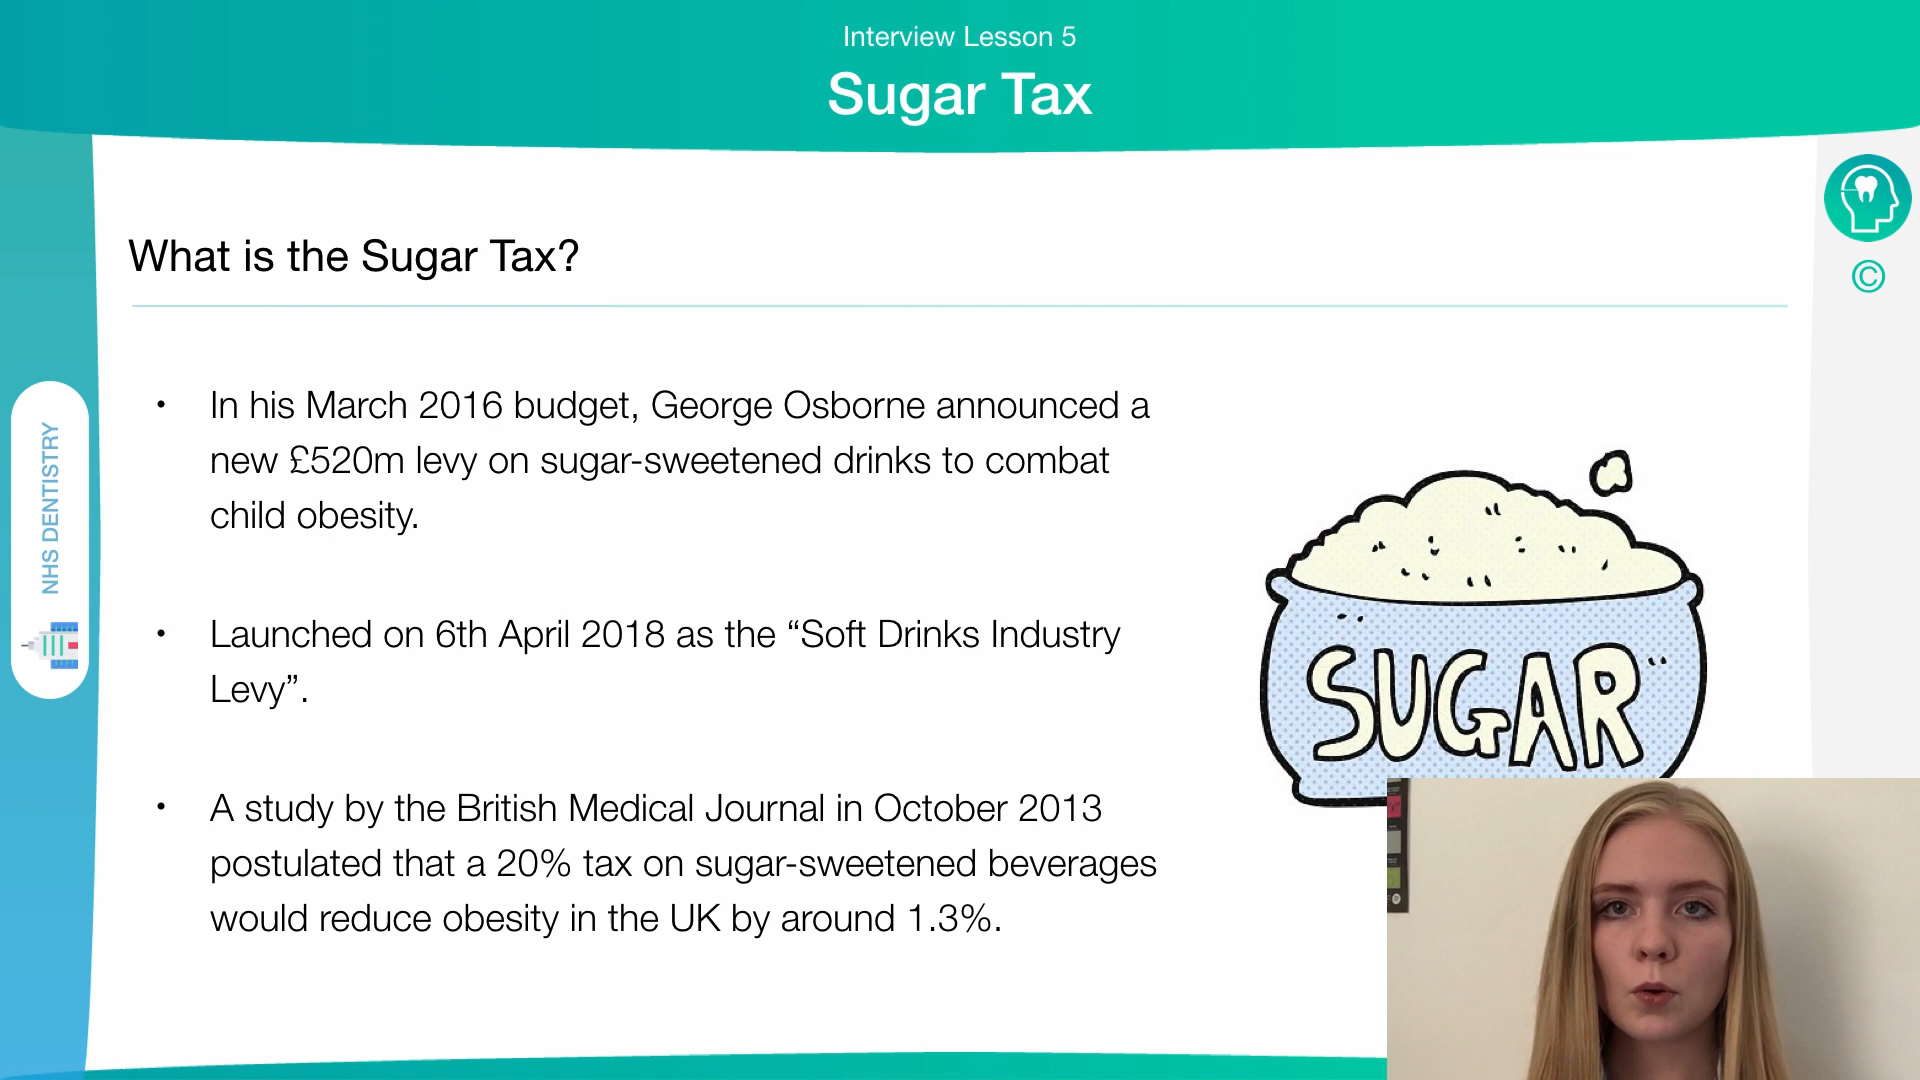 Interview Lesson 5
Sugar Tax
©
NHS DENTISTRY
What is the Sugar Tax?
• In his March 2016 budget, George Osborne announced a
new £520m levy on sugar-sweetened drinks to combat
child obesity.
• Launched on 6th April 2018 as the “Soft Drinks Industry
Levy”.
• A study by the British Medical Journal in October 2013
postulated that a 20% tax on sugar-sweetened beverages
would reduce obesity in the UK by around 1.3%.
SUGAR